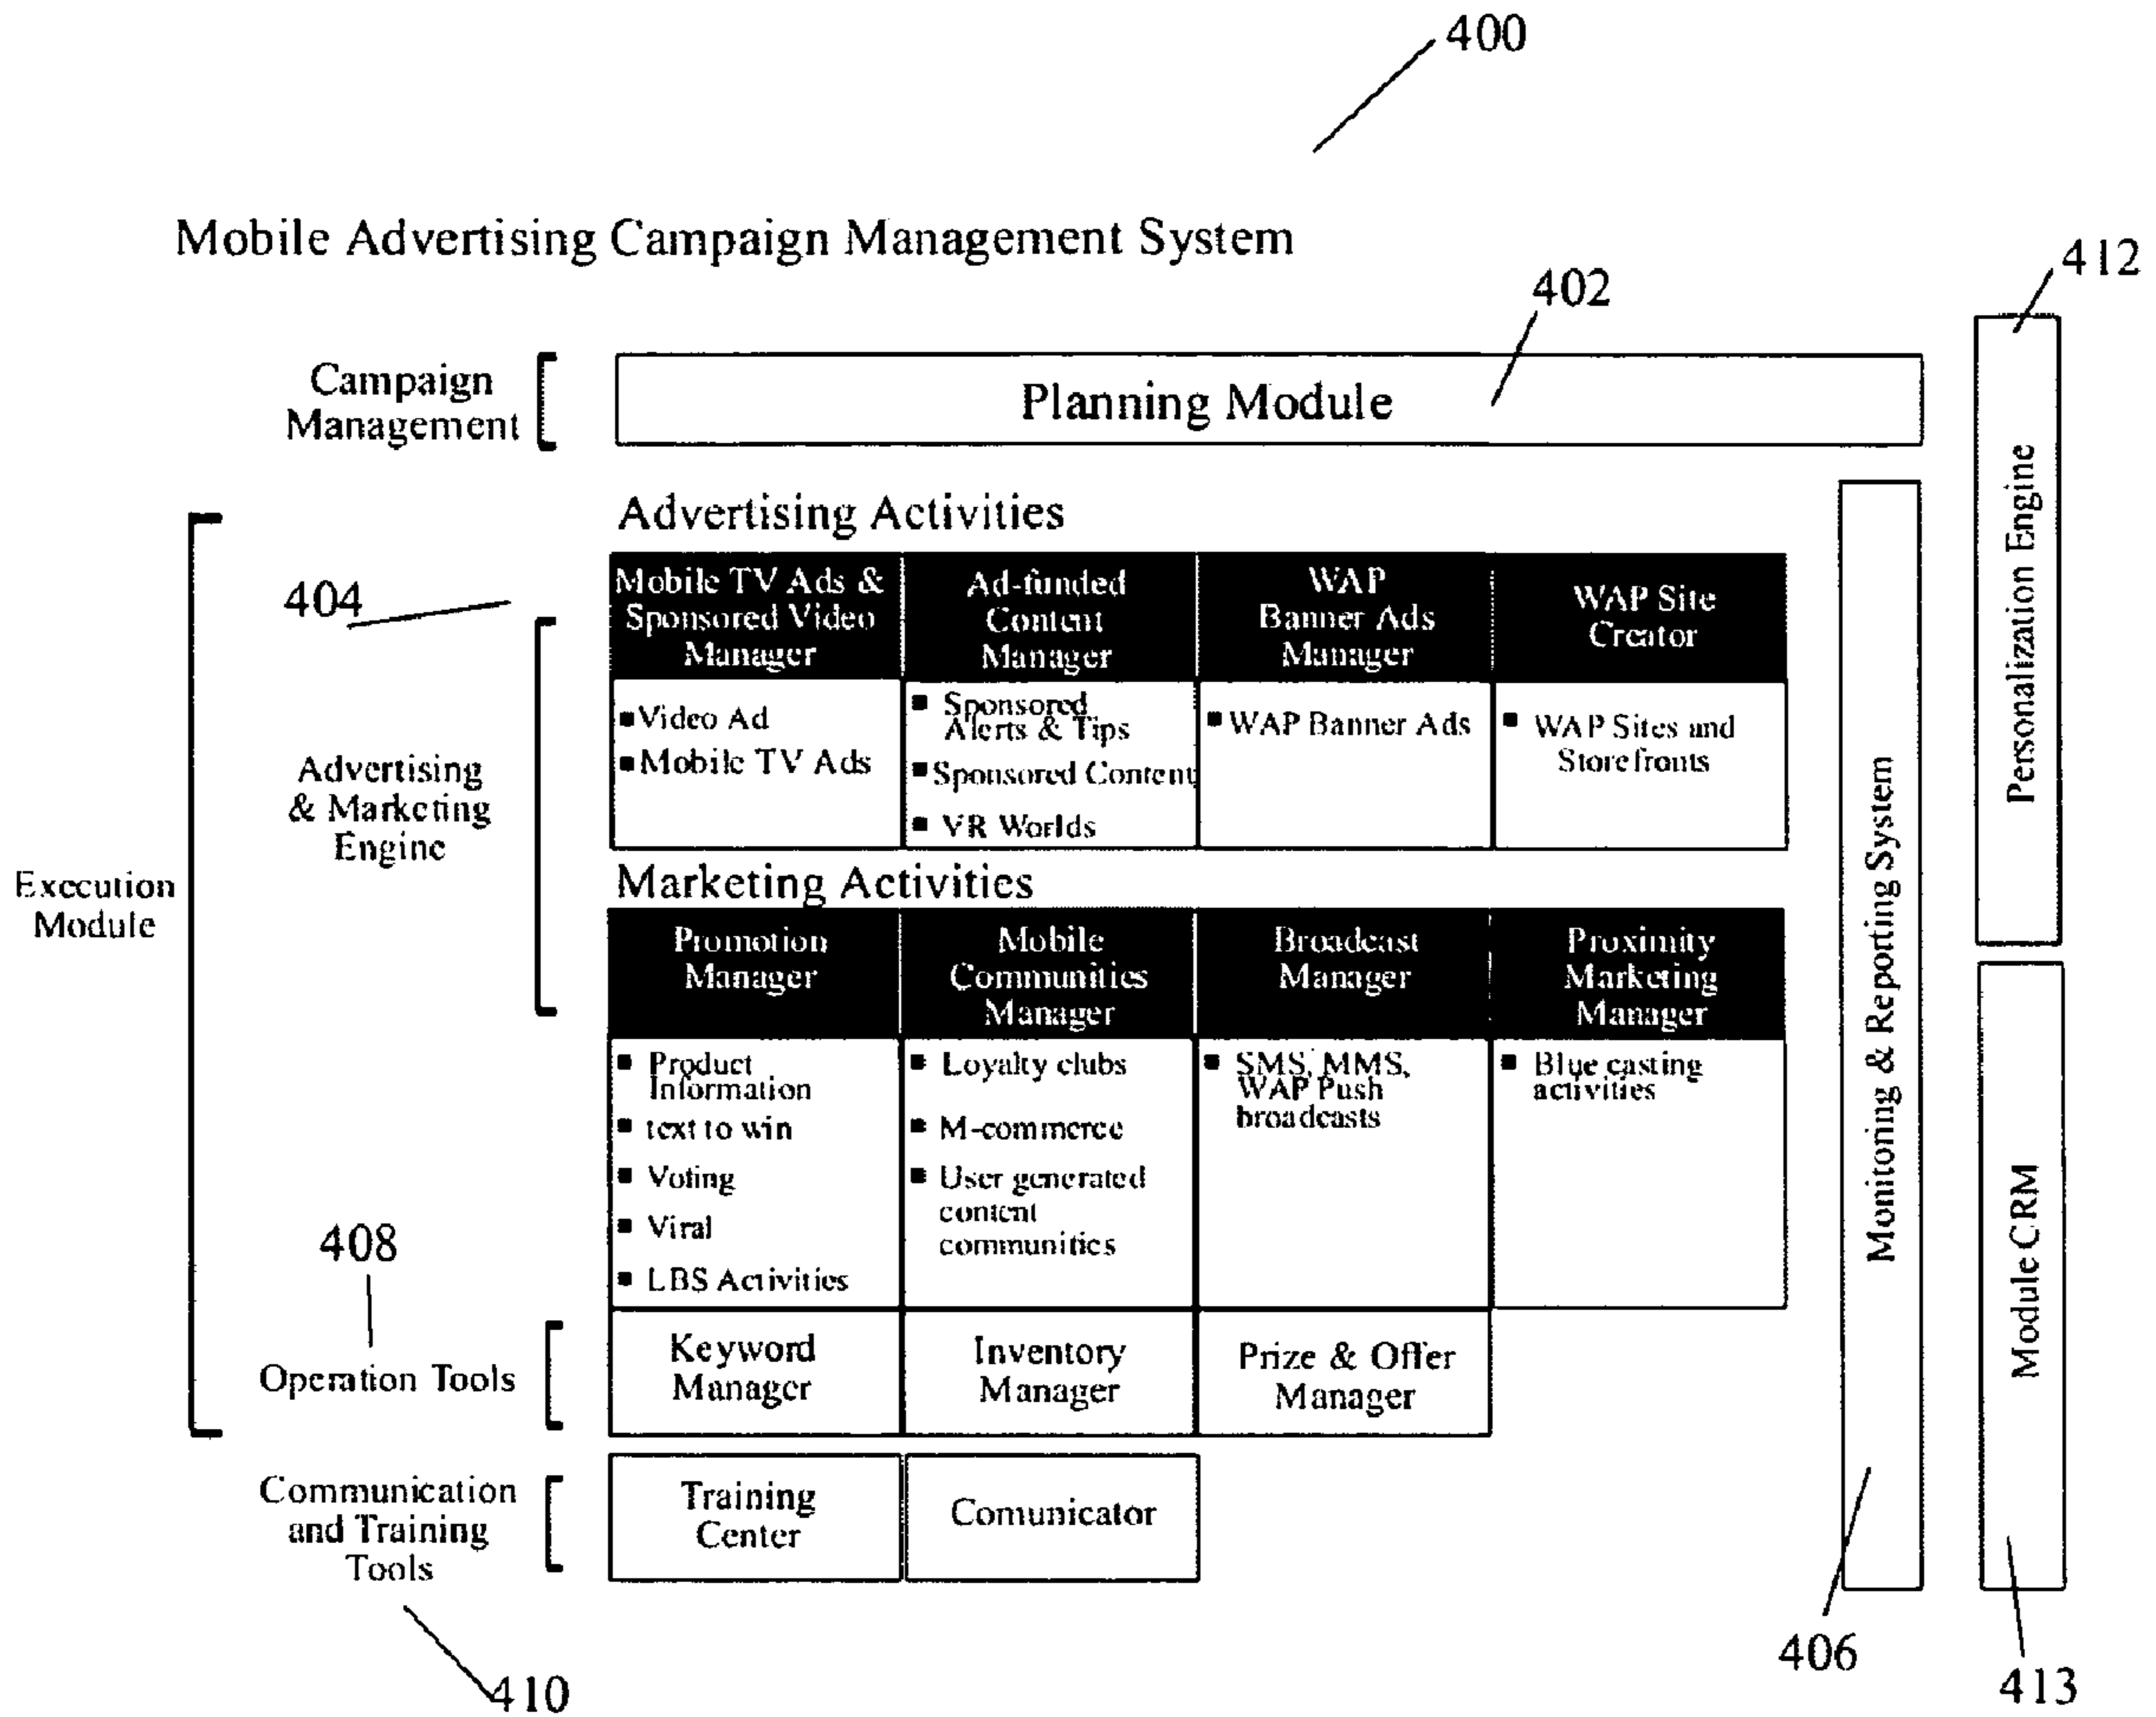 400
Mobile Advertising Campaign Management System
412
402
Campaign
Management
Planning Module
Personalization Engine
Advertising Activities
404
Mobile TV Ads &
Sponsored Video
Manager
Ad-funded
Content
Manager
WAP
Banner Ads
Manager
WAP Site
Creator
Execution
Module
Advertising
& Marketing
Engine
▪Video Ad
▪Mobile TV Ads
▪ Sponsored
Alerts & Tips
▪Sponsored Content
▪ VR Worlds
▪WAP Banner Ads
▪ WAP Sites and
Storefronts
Monitoning & Reporting System
Marketing Activities
Promotion
Manager
Mobile
Communities
Manager
Broadcast
Manager
Proximity
Marketing
Manager
▪ Product
Information
▪ text to win
▪ Voting
▪ Viral
▪ LBS Activities
▪ Loyalty clubs
▪ M-commerce
▪ User generated
content
communities
▪ SMS, MMS,
WAP Push
broadcasts
▪ Blue casting
activities
Module CRM
408
Operation Tools
Keyword
Manager
Inventory
Manager
Prize & Offer
Manager
Communication
and Training
Tools
Training
Center
Comunicator
406
413
410